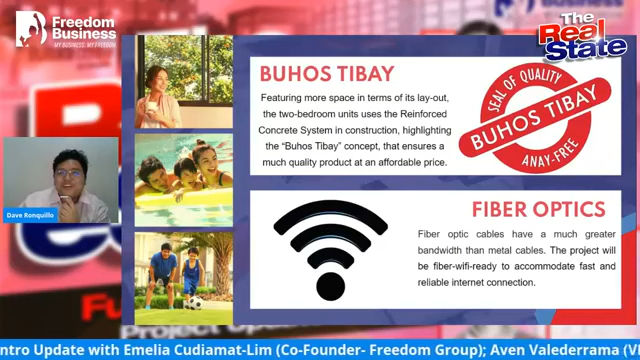 Freedom
Business
MY BUSINESS. MY FREEDOM
The
Real
State
BUHOS TIBAY
Featuring more space in terms of its lay-out,
the two-bedroom units uses the Reinforced
Concrete System in construction, highlighting
the “Buhos Tibay” concept, that ensures a
much quality product at an affordable price.
SEAL OF QUALITY
BUHOS TIBAY
ANAY-FREE
FIBER OPTICS
Fiber optic cables have a much greater
bandwidth than metal cables. The project will
be fiber-wifi-ready to accommodate fast and
reliable internet connection.
Dave Ronquillo
ntro Update with Emelia Cudiamat-Lim (Co-Founder- Freedom Group); Aven Valederrama (V